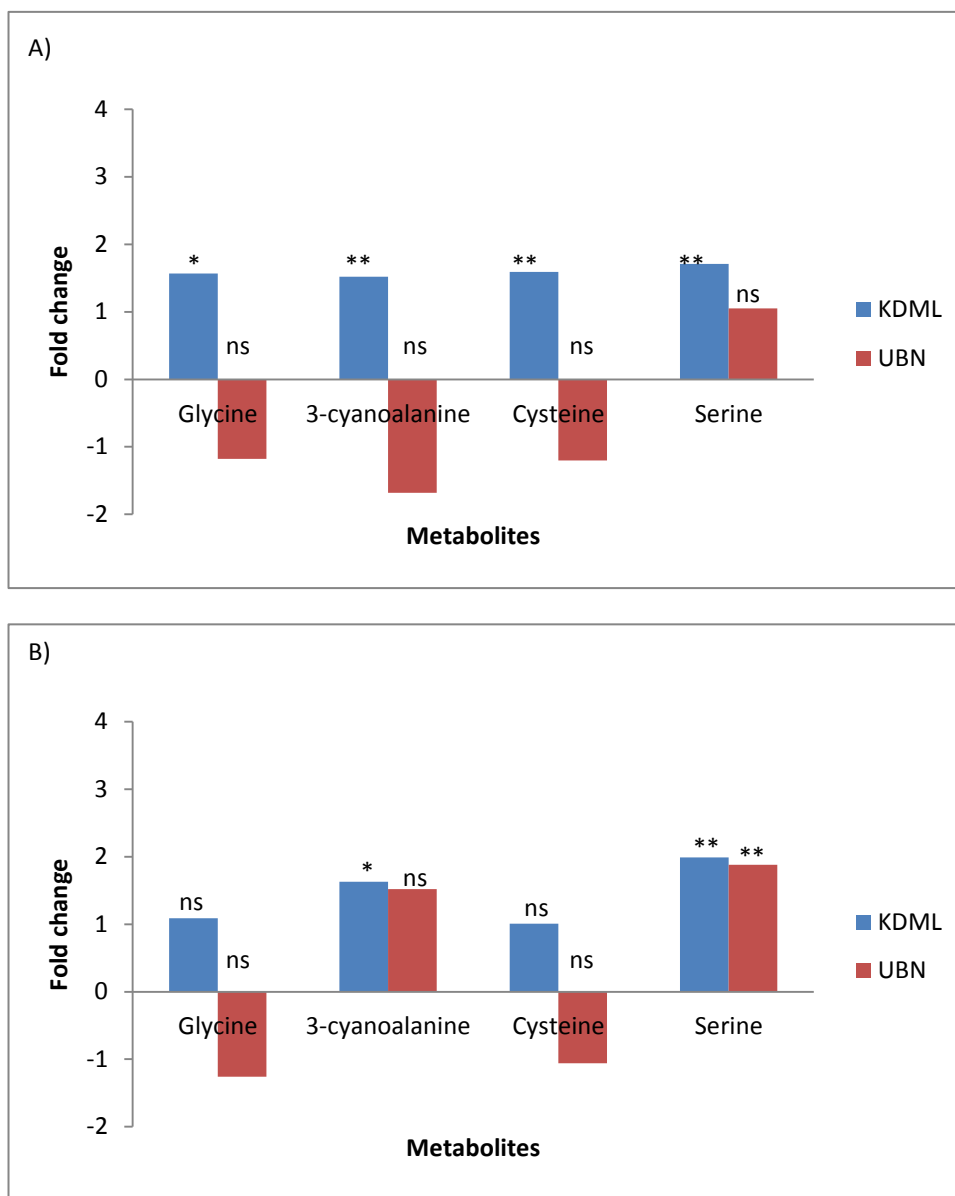 A)
4
3
2
1
0
-1
-2
Fold change
* ns ** ns ** ns ** ns
Glycine 3-cyanoalanine Cysteine Serine
Metabolites
KDML
UBN
B)
4
3
2
1
0
-1
-2
Fold change
ns ns * ns ns ns ** **
Glycine 3-cyanoalanine Cysteine Serine
Metabolites
KDML
UBN